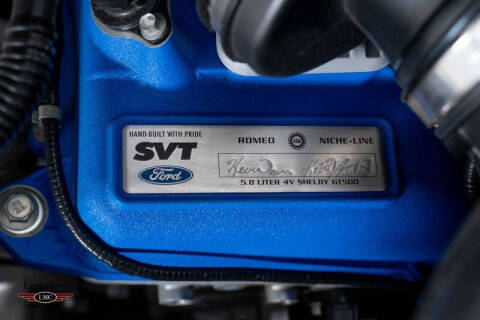 HAND-BUILT WITH PRIDE
SVT
Ford
ROMEO NICHE-LINE
5.8 LITER 4V SHELBY GT500
LMC